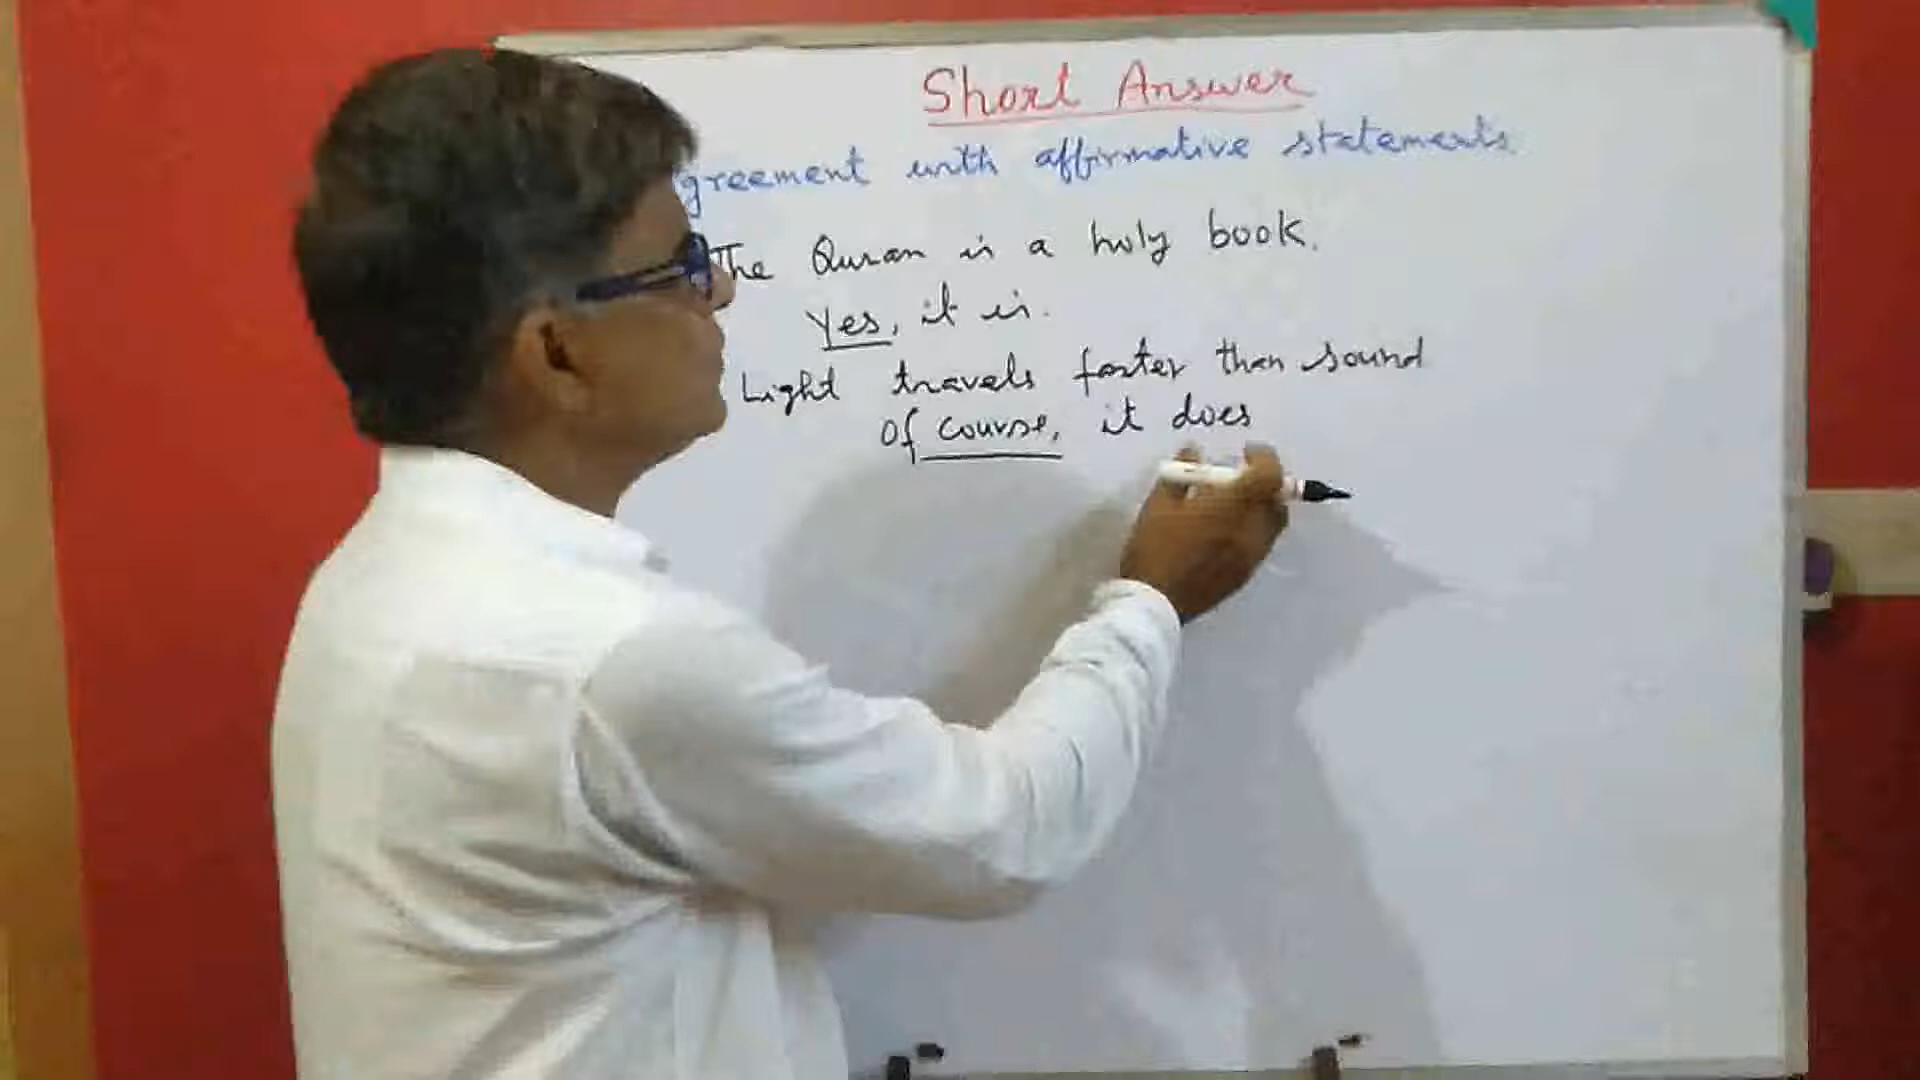 Short Answer
greement with affirmative statements
The Quran is a holy book.
Yes, it is.
Light travels faster than sound
Of course, it does